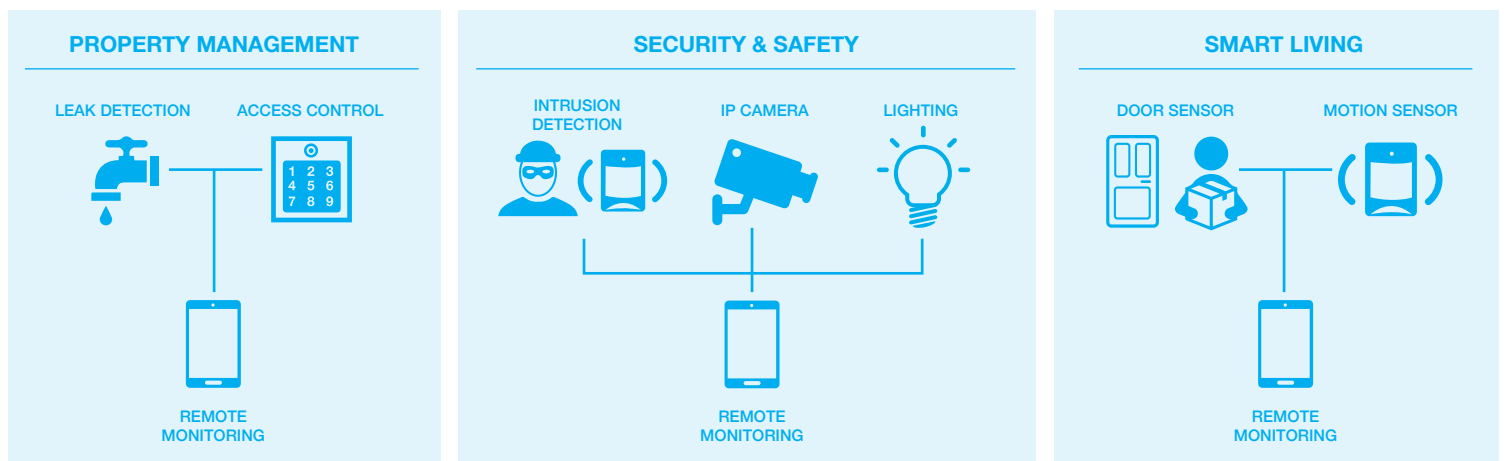 PROPERTY MANAGEMENT
LEAK DETECTION
ACCESS CONTROL
1 2 3
4 5 6
7 8 9
REMOTE
MONITORING
SECURITY & SAFETY
INTRUSION
DETECTION
IP CAMERA
LIGHTING
REMOTE
MONITORING
SMART LIVING
DOOR SENSOR
MOTION SENSOR
REMOTE
MONITORING